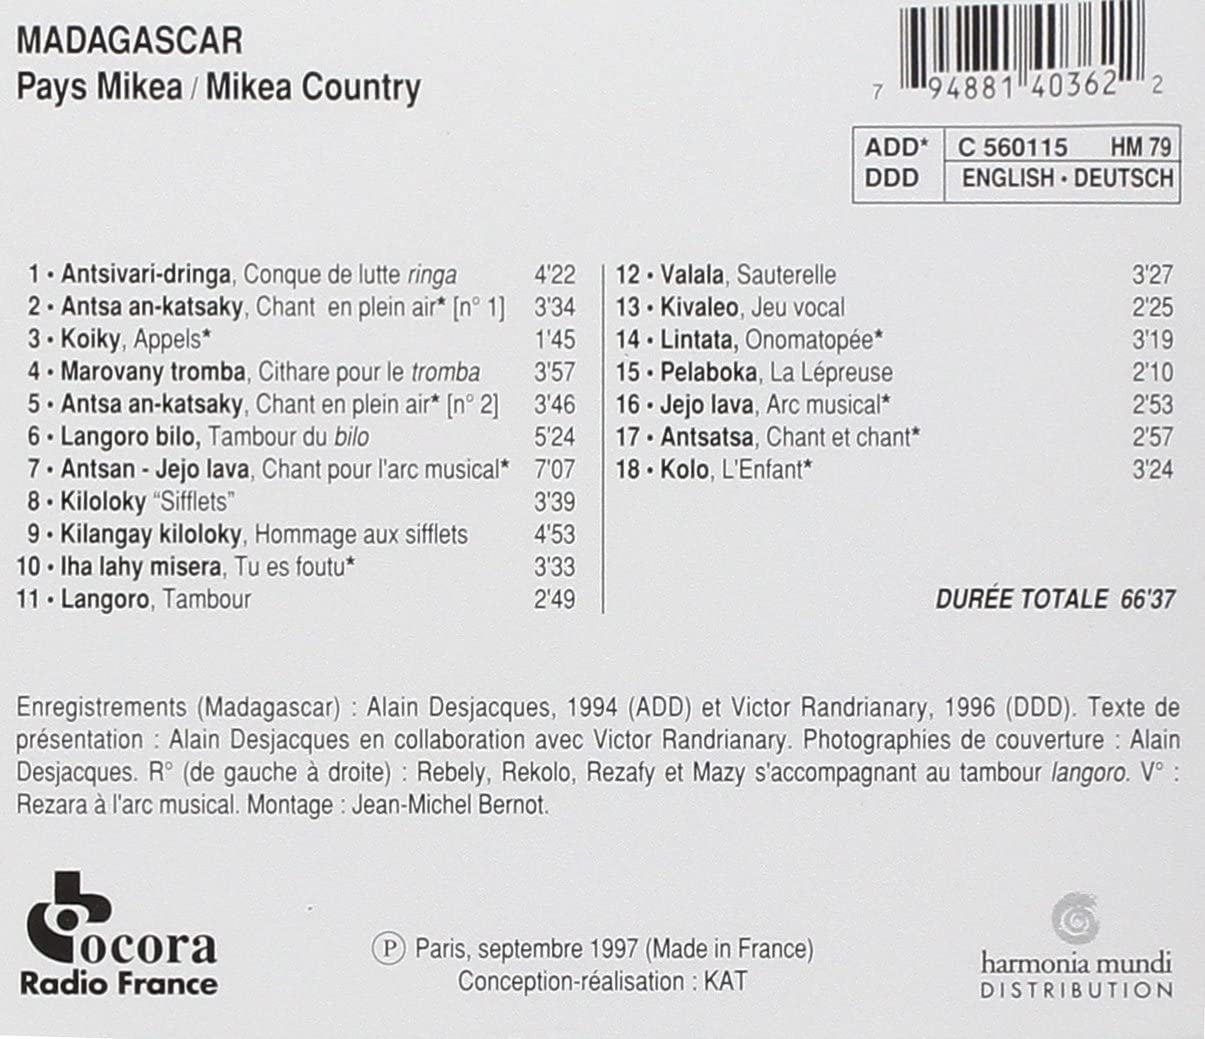 MADAGASCAR
Pays Mikea / Mikea Country
7 94881 40362 2
ADD* C 560115 HM 79
DDD ENGLISH • DEUTSCH
1 • Antsivari-dringa, Conque de lutte ringa 4'22
2 • Antsa an-katsaky, Chant en plein air* [n° 1] 3'34
3 • Koiky, Appels* 1'45
4 • Marovany tromba, Cithare pour le tromba 3'57
5 • Antsa an-katsaky, Chant en plein air* [n° 2] 3'46
6 • Langoro bilo, Tambour du bilo 5'24
7 • Antsan - Jejo lava, Chant pour l'arc musical* 7'07
8 • Kiloloky “Sifflets” 3'39
9 • Kilangay kiloloky, Hommage aux sifflets 4'53
10 • Iha lahy misera, Tu es foutu* 3'33
11 • Langoro, Tambour 2'49
12 • Valala, Sauterelle 3'27
13 • Kivaleo, Jeu vocal 2'25
14 • Lintata, Onomatopée* 3'19
15 • Pelaboka, La Lépreuse 2'10
16 • Jejo lava, Arc musical* 2'53
17 • Antsatsa, Chant et chant* 2'57
18 • Kolo, L'Enfant* 3'24
DURÉE TOTALE 66'37
Enregistrements (Madagascar) : Alain Desjacques, 1994 (ADD) et Victor Randrianary, 1996 (DDD). Texte de
présentation : Alain Desjacques en collaboration avec Victor Randrianary. Photographies de couverture : Alain
Desjacques. R° (de gauche à droite) : Rebely, Rekolo, Rezafy et Mazy s'accompagnant au tambour langoro. V° :
Rezara à l'arc musical. Montage : Jean-Michel Bernot.
ocora
Radio France
Ⓟ Paris, septembre 1997 (Made in France)
Conception-réalisation : KAT
harmonia mundi
DISTRIBUTION